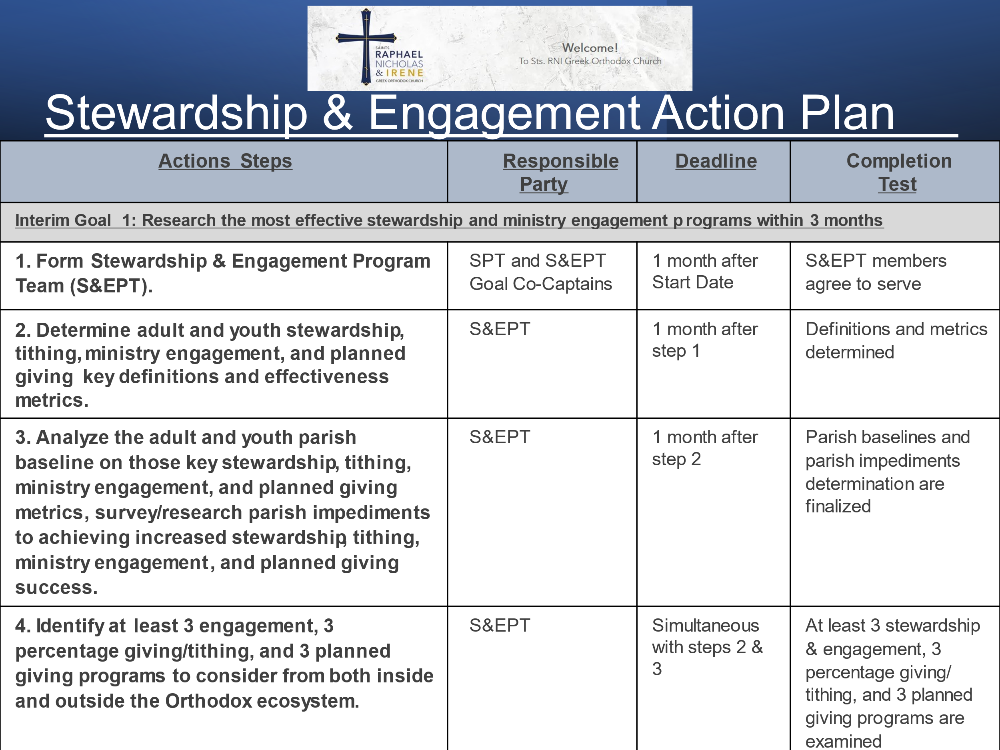 SAINTS
RAPHAEL
NICHOLAS
& IRENE
GREEK ORTHODOX CHURCH
Welcome!
To Sts. RNI Greek Orthodox Church
Stewardship & Engagement Action Plan
Actions Steps
Responsible
Party
Deadline
Completion
Test
Interim Goal 1: Research the most effective stewardship and ministry engagement p rograms within 3 months
1. Form Stewardship & Engagement Program
Team (S&EPT).
SPT and S&EPT
Goal Co-Captains
1 month after
Start Date
S&EPT members
agree to serve
2. Determine adult and youth stewardship,
tithing, ministry engagement, and planned
giving key definitions and effectiveness
metrics.
S&EPT
1 month after
step 1
Definitions and metrics
determined
3. Analyze the adult and youth parish
baseline on those key stewardship, tithing,
ministry engagement, and planned giving
metrics, survey/research parish impediments
to achieving increased stewardship, tithing,
ministry engagement, and planned giving
success.
S&EPT
1 month after
step 2
Parish baselines and
parish impediments
determination are
finalized
4. Identify at least 3 engagement, 3
percentage giving/tithing, and 3 planned
giving programs to consider from both inside
and outside the Orthodox ecosystem.
S&EPT
Simultaneous
with steps 2 &
3
At least 3 stewardship
& engagement, 3
percentage giving/
tithing, and 3 planned
giving programs are
examined